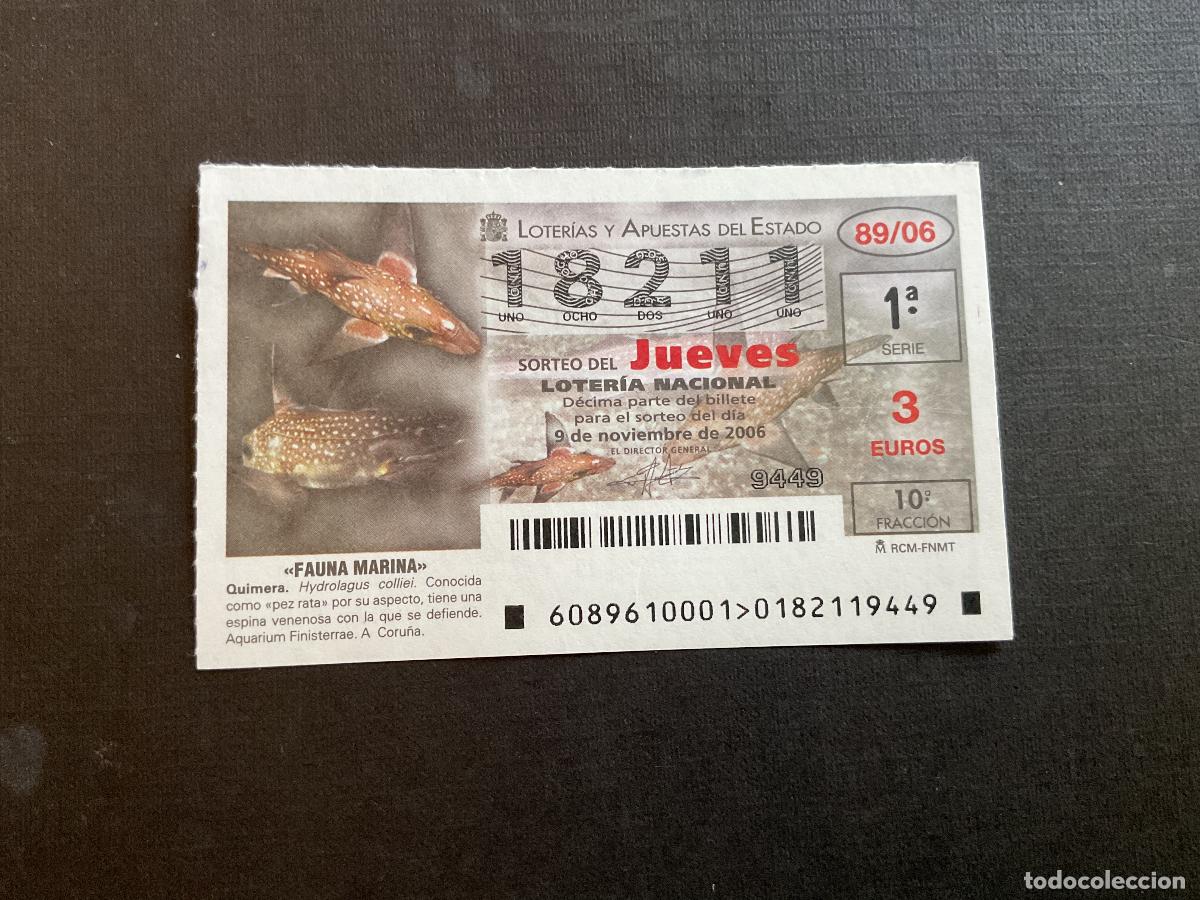 LOTERÍAS Y APUESTAS DEL ESTADO
89/06
18211
UNO OCHO DOS UNO UNO
1ª
SERIE
SORTEO DEL Jueves
LOTERÍA NACIONAL
Décima parte del billete
para el sorteo del día
9 de noviembre de 2006
EL DIRECTOR GENERAL
3
EUROS
9449
10ª
FRACCIÓN
RCM-FNMT
«FAUNA MARINA»
Quimera. Hydrolagus colliei. Conocida
como «pez rata» por su aspecto, tiene una
espina venenosa con la que se defiende.
Aquarium Finisterrae. A Coruña.
6089610001>0182119449
todocoleccion